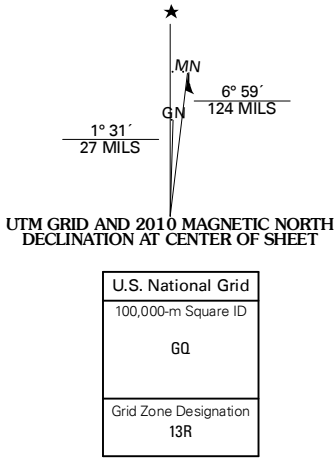 MN
6° 59´
124 MILS
GN
1° 31´
27 MILS
UTM GRID AND 2010 MAGNETIC NORTH
DECLINATION AT CENTER OF SHEET
U.S. National Grid
100,000-m Square ID
GQ
Grid Zone Designation
13R